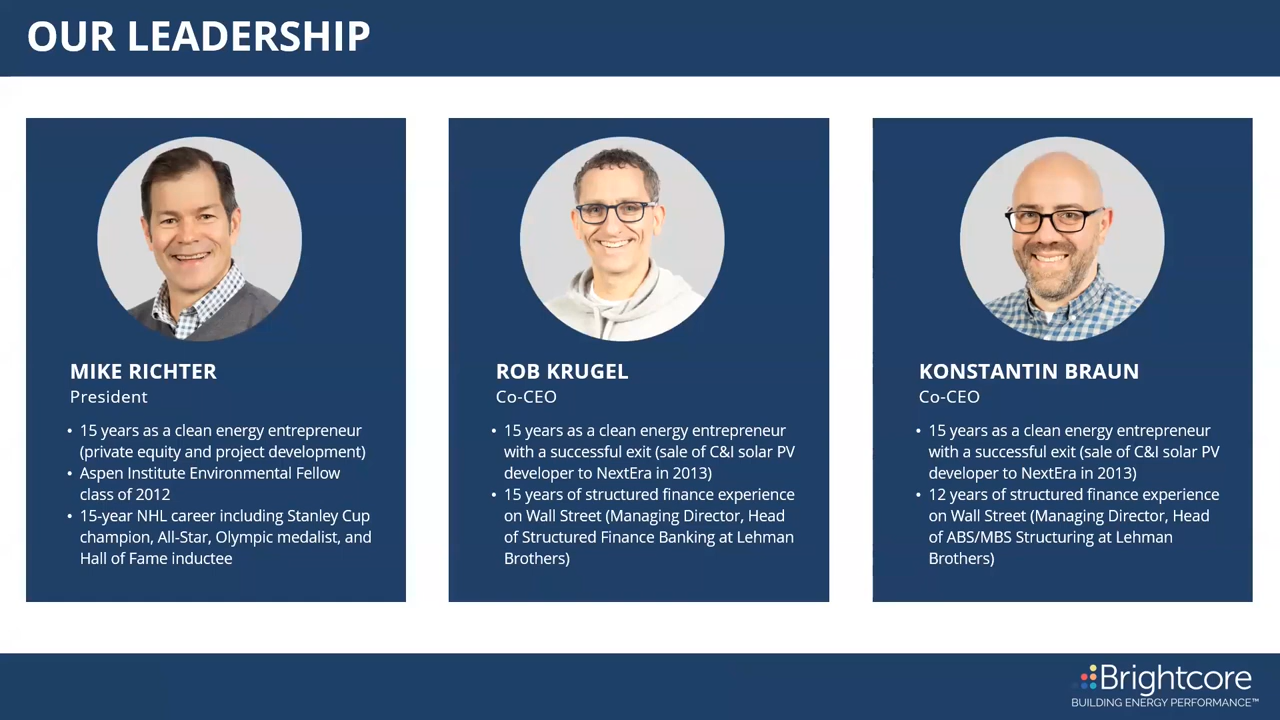 OUR LEADERSHIP
MIKE RICHTER
President
• 15 years as a clean energy entrepreneur
(private equity and project development)
• Aspen Institute Environmental Fellow
class of 2012
• 15-year NHL career including Stanley Cup
champion, All-Star, Olympic medalist, and
Hall of Fame inductee
ROB KRUGEL
Co-CEO
• 15 years as a clean energy entrepreneur
with a successful exit (sale of C&I solar PV
developer to NextEra in 2013)
• 15 years of structured finance experience
on Wall Street (Managing Director, Head
of Structured Finance Banking at Lehman
Brothers)
KONSTANTIN BRAUN
Co-CEO
• 15 years as a clean energy entrepreneur
with a successful exit (sale of C&I solar PV
developer to NextEra in 2013)
• 12 years of structured finance experience
on Wall Street (Managing Director, Head
of ABS/MBS Structuring at Lehman
Brothers)
Brightcore
BUILDING ENERGY PERFORMANCE™